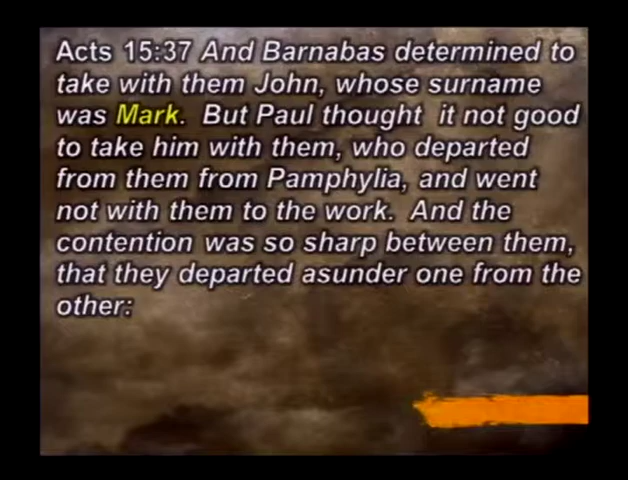 Acts 15:37 And Barnabas determined to
take with them John, whose surname
was Mark. But Paul thought it not good
to take him with them, who departed
from them from Pamphylia, and went
not with them to the work. And the
contention was so sharp between them,
that they departed asunder one from the
other: